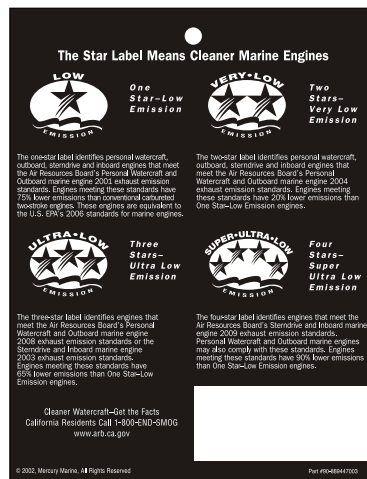 The Star Label Means Cleaner Marine Engines
LOW
EMISSION
One
Star–Low
Emission
The one-star label identifies personal watercraft,
outboard, sterndrive and inboard engines that meet
the Air Resources Board's Personal Watercraft and
Outboard marine engine 2001 exhaust emission
standards. Engines meeting these standards have
75% lower emissions than conventional carbureted
two-stroke engines. These engines are equivalent to
the U.S. EPA's 2006 standards for marine engines.
VERY•LOW
EMISSION
Two
Stars–
Very Low
Emission
The two-star label identifies personal watercraft,
outboard, sterndrive and inboard engines that
meet the Air Resources Board's Personal
Watercraft and Outboard marine engine 2004
exhaust emission standards. Engines meeting
these standards have 20% lower emissions than
One Star–Low Emission engines.
ULTRA•LOW
EMISSION
Three
Stars–
Ultra Low
Emission
The three-star label identifies engines that
meet the Air Resources Board's Personal
Watercraft and Outboard marine engine
2008 exhaust emission standards or the
Sterndrive and Inboard marine engine
2003 exhaust emission standards.
Engines meeting these standards have
65% lower emissions than One Star–Low
Emission engines.
SUPER•ULTRA•LOW
EMISSION
Four
Stars–
Super
Ultra Low
Emission
The four-star label identifies engines that meet the
Air Resources Board's Sterndrive and Inboard marine
engine 2009 exhaust emission standards.
Personal Watercraft and Outboard marine engines
may also comply with these standards. Engines
meeting these standards have 90% lower emissions
than One Star–Low Emission engines.
Cleaner Watercraft–Get the Facts
California Residents Call 1-800-END-SMOG
www.arb.ca.gov
© 2002, Mercury Marine, All Rights Reserved
Part #90-889447003